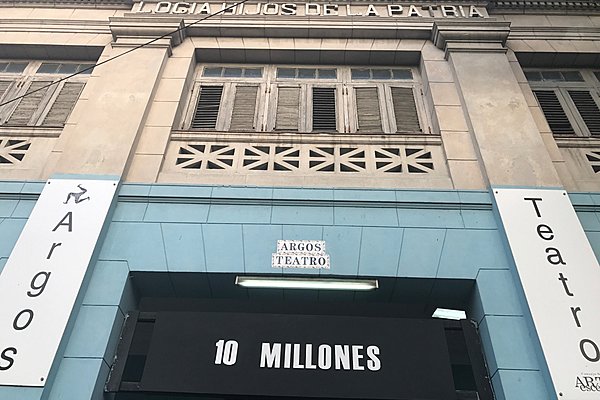 LOGIA HIJOS DE LA PATRIA
Argos
Teatro
ARGOS
TEATRO
10 MILLONES